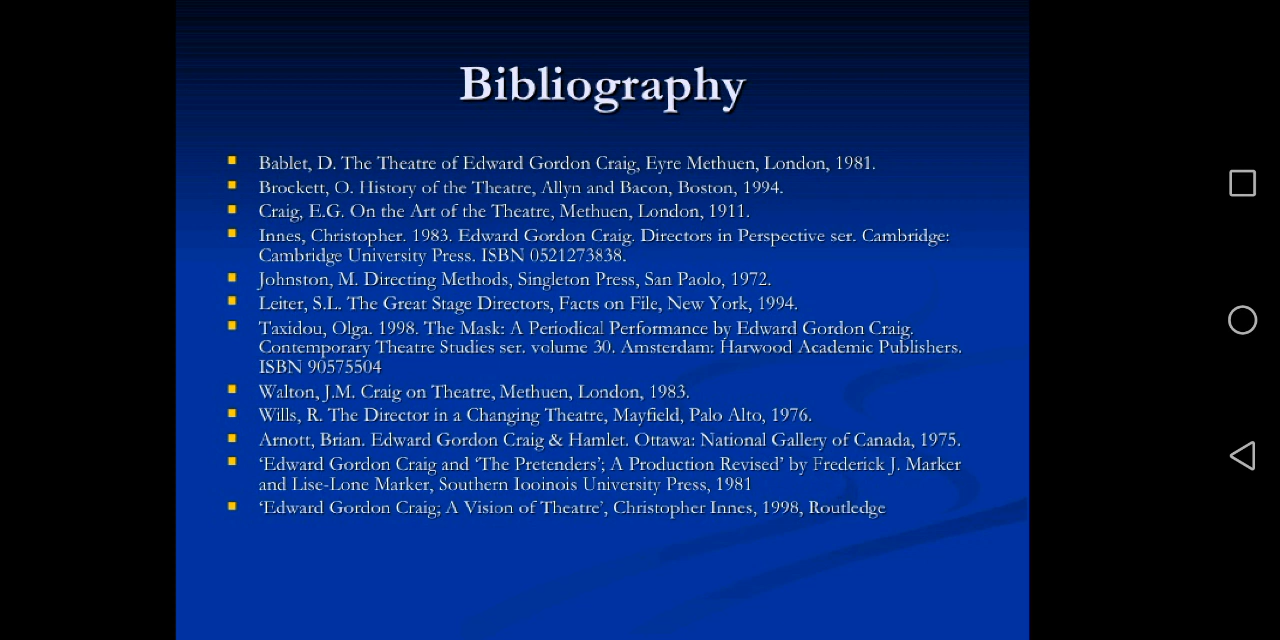 Bibliography
Bablet, D. The Theatre of Edward Gordon Craig, Eyre Methuen, London, 1981.
Brockett, O. History of the Theatre, Allyn and Bacon, Boston, 1994.
Craig, E.G. On the Art of the Theatre, Methuen, London, 1911.
Innes, Christopher. 1983. Edward Gordon Craig. Directors in Perspective ser. Cambridge:
Cambridge University Press. ISBN 0521273838.
Johnston, M. Directing Methods, Singleton Press, San Paolo, 1972.
Leiter, S.L. The Great Stage Directors, Facts on File, New York, 1994.
Taxidou, Olga. 1998. The Mask: A Periodical Performance by Edward Gordon Craig.
Contemporary Theatre Studies ser. volume 30. Amsterdam: Harwood Academic Publishers.
ISBN 90575504
Walton, J.M. Craig on Theatre, Methuen, London, 1983.
Wills, R. The Director in a Changing Theatre, Mayfield, Palo Alto, 1976.
Arnott, Brian. Edward Gordon Craig & Hamlet. Ottawa: National Gallery of Canada, 1975.
‘Edward Gordon Craig and ‘The Pretenders’; A Production Revised’ by Frederick J. Marker
and Lise-Lone Marker, Southern Iooinois University Press, 1981
‘Edward Gordon Craig; A Vision of Theatre’, Christopher Innes, 1998, Routledge